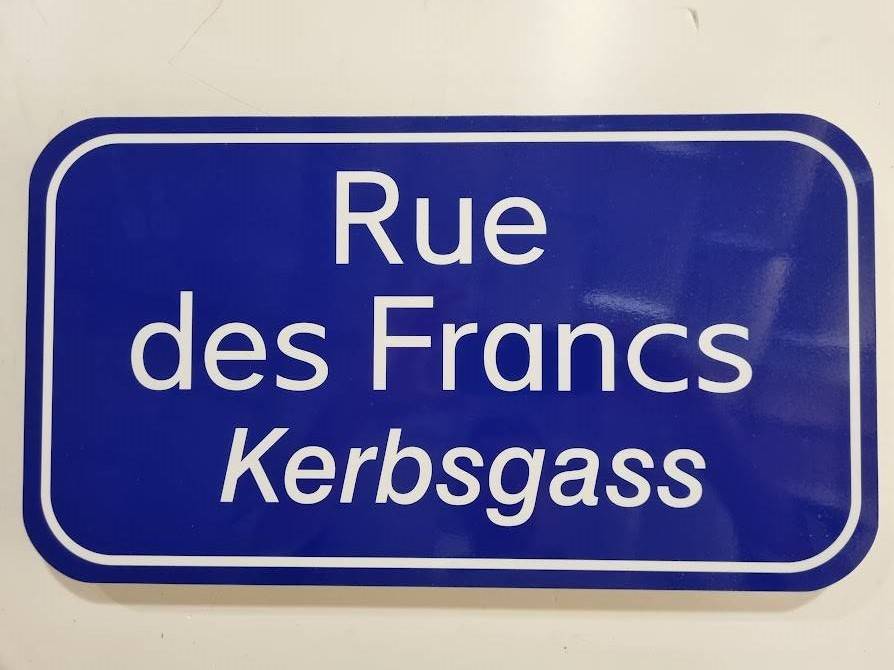 Rue
des Francs
Kerbsgass